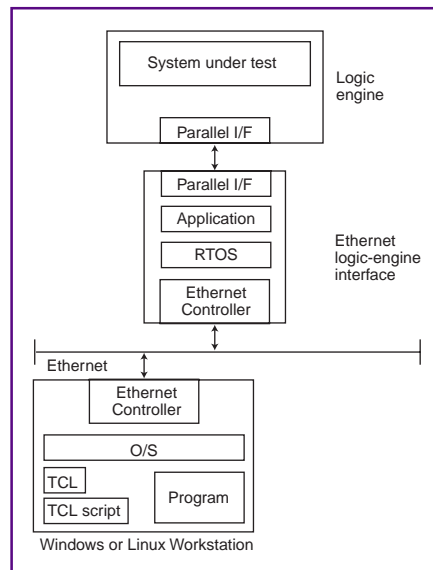 System under test
Logic
engine
Parallel I/F
Parallel I/F
Application
RTOS
Ethernet
logic-engine
interface
Ethernet
Controller
Ethernet
Ethernet
Controller
O/S
TCL
TCL script
Program
Windows or Linux Workstation